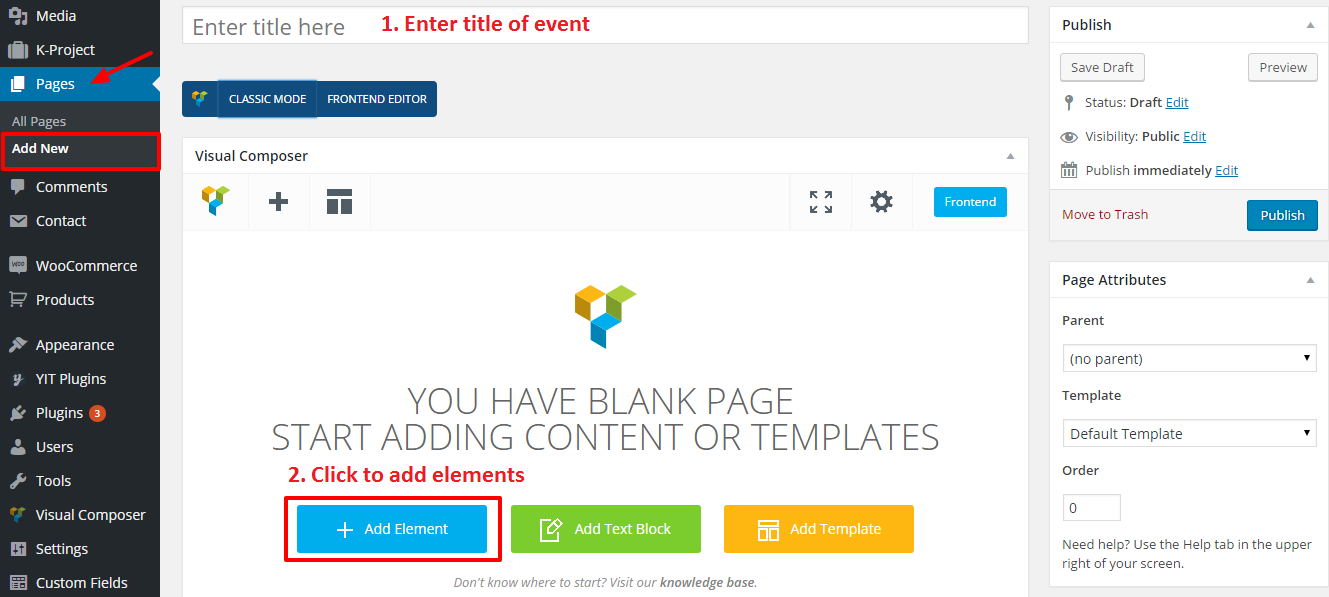 Media
K-Project
Pages
All Pages
Add New
Comments
Contact
WOO
WooCommerce
Products
Appearance
YIT Plugins
Plugins 3
Users
Tools
Visual Composer
Settings
Custom Fields
Enter title here
1. Enter title of event
CLASSIC MODE
FRONTEND EDITOR
Visual Composer
Frontend
YOU HAVE BLANK PAGE
START ADDING CONTENT OR TEMPLATES
2. Click to add elements
Add Element
Add Text Block
Add Template
Don't know where to start? Visit our knowledge base.
Publish
Save Draft
Preview
Status: Draft Edit
Visibility: Public Edit
Publish immediately Edit
Move to Trash
Publish
Page Attributes
Parent
(no parent)
Template
Default Template
Order
0
Need help? Use the Help tab in the upper
right of your screen.